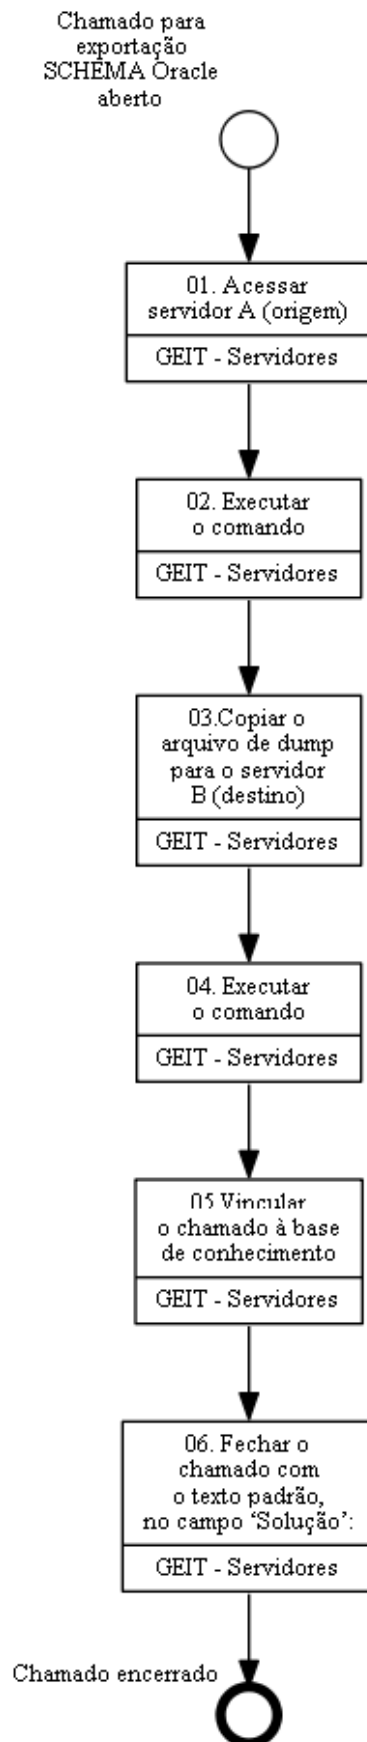 Chamado para
exportação
SCHEMA Oracle
aberto
01. Acessar
servidor A (origem)
GEIT - Servidores
02. Executar
o comando
GEIT - Servidores
03.Copiar o
arquivo de dump
para o servidor
B (destino)
GEIT - Servidores
04. Executar
o comando
GEIT - Servidores
05 Vincular
o chamado à base
de conhecimento
GEIT - Servidores
06. Fechar o
chamado com
o texto padrão,
no campo ‘Solução’:
GEIT - Servidores
Chamado encerrado